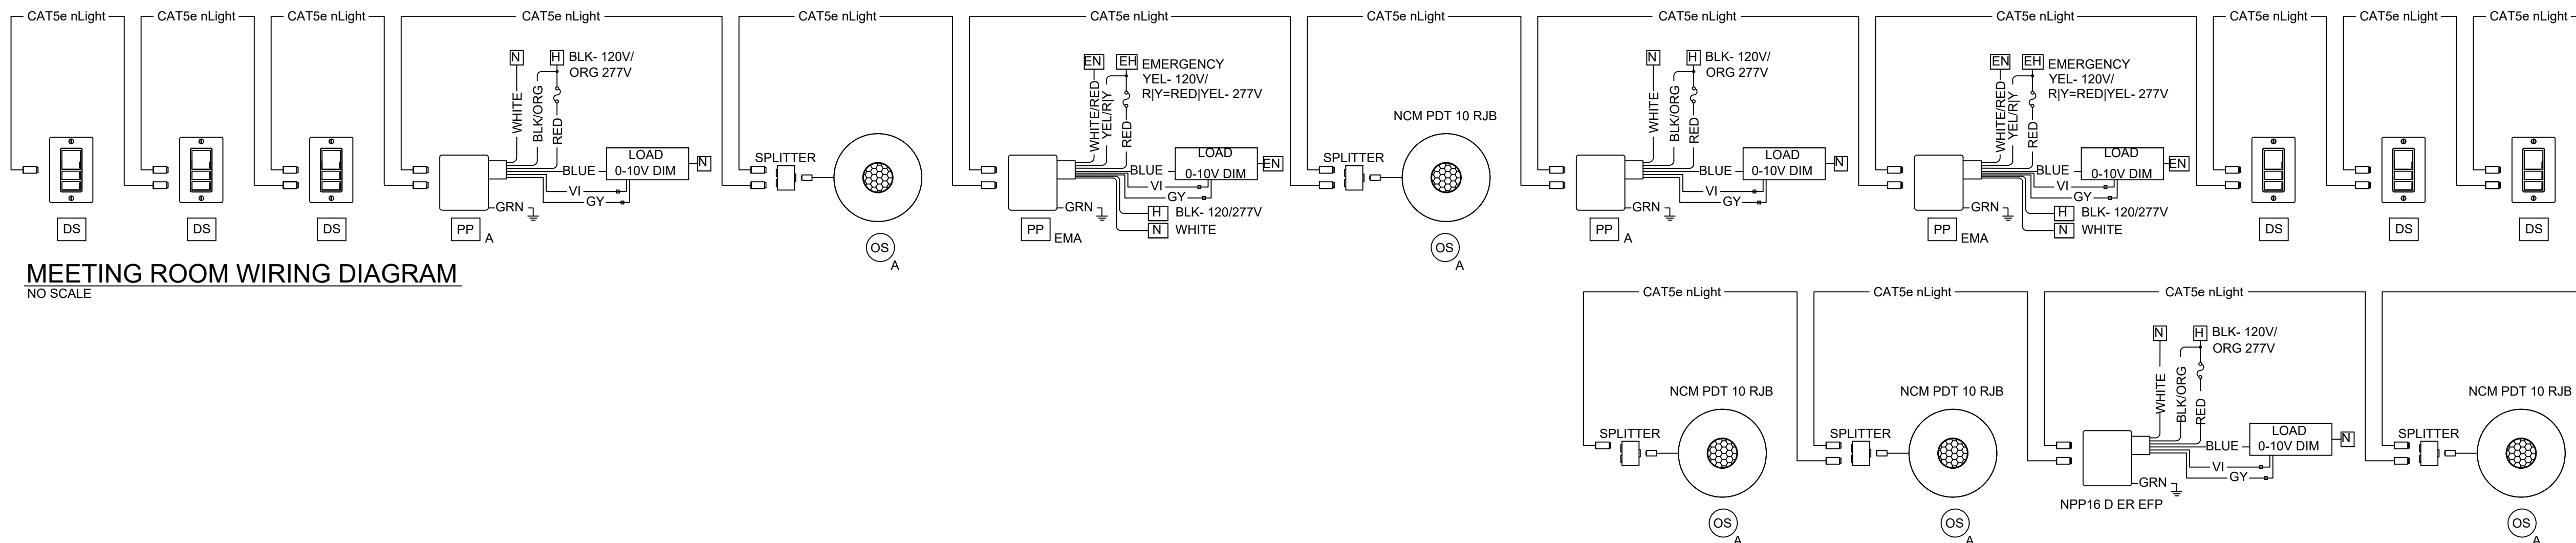 CAT5e nLight
CAT5e nLight
CAT5e nLight
CAT5e nLight
CAT5e nLight
CAT5e nLight
CAT5e nLight
CAT5e nLight
CAT5e nLight
CAT5e nLight
CAT5e nLight
CAT5e nLight
DS
DS
DS
N
H
BLK- 120V/
ORG 277V
WHITE
BLK/ORG
RED
BLUE
LOAD
0-10V DIM
N
VI
GY
GRN
PP
A
SPLITTER
OS
A
EN
EH
EMERGENCY
YEL- 120V/
R|Y=RED|YEL- 277V
WHITE/RED
YEL/R|Y
RED
BLUE
LOAD
0-10V DIM
EN
VI
GY
GRN
H
BLK- 120/277V
N
WHITE
PP
EMA
NCM PDT 10 RJB
SPLITTER
OS
A
N
H
BLK- 120V/
ORG 277V
WHITE
BLK/ORG
RED
BLUE
LOAD
0-10V DIM
N
VI
GY
GRN
PP
A
EN
EH
EMERGENCY
YEL- 120V/
R|Y=RED|YEL- 277V
WHITE/RED
YEL/R|Y
RED
BLUE
LOAD
0-10V DIM
EN
VI
GY
GRN
H
BLK- 120/277V
N
WHITE
PP
EMA
DS
DS
DS
MEETING ROOM WIRING DIAGRAM
NO SCALE
CAT5e nLight
CAT5e nLight
CAT5e nLight
NCM PDT 10 RJB
SPLITTER
OS
A
NCM PDT 10 RJB
SPLITTER
OS
A
N
H
BLK- 120V/
ORG 277V
WHITE
BLK/ORG
RED
BLUE
LOAD
0-10V DIM
N
VI
GY
GRN
NPP16 D ER EFP
NCM PDT 10 RJB
SPLITTER
OS
A